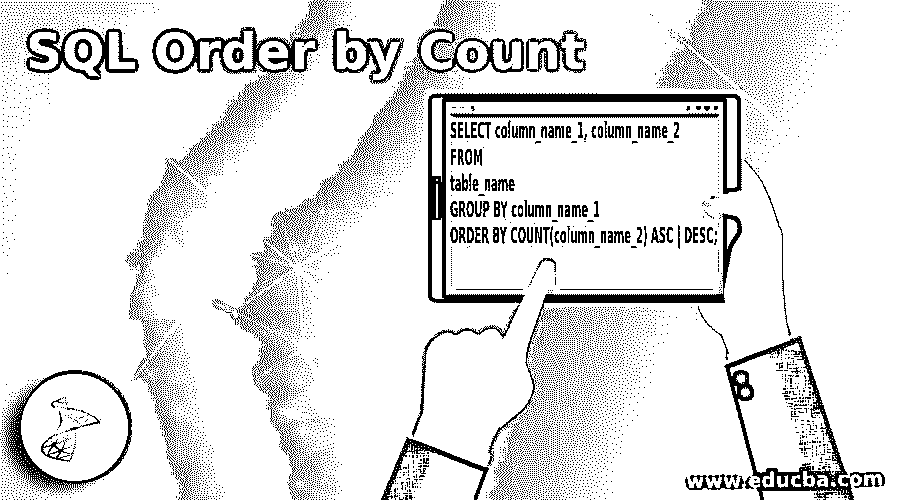 SQL Order by Count
SELECT column_name_1, column_name_2
FROM
table_name
GROUP BY column_name_1
ORDER BY COUNT(column_name_2) ASC | DESC;
www.educba.com